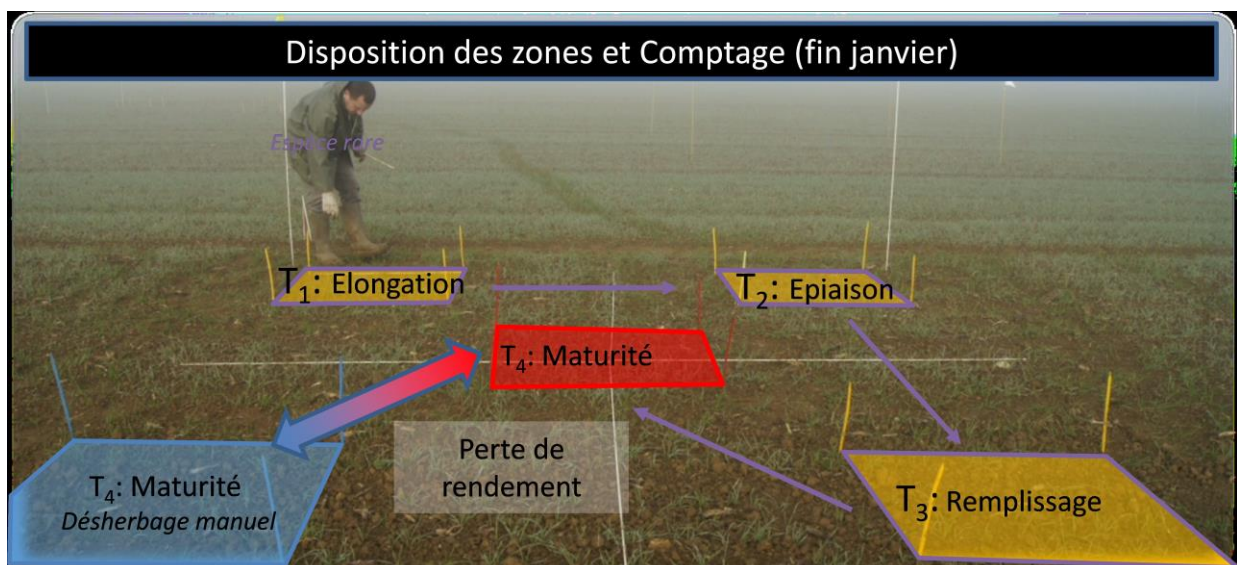 Disposition des zones et Comptage (fin janvier)
Espèce rare
T₁: Elongation
T₂: Epiaison
T₄: Maturité
Perte de
rendement
T₄: Maturité
Désherbage manuel
T₃: Remplissage